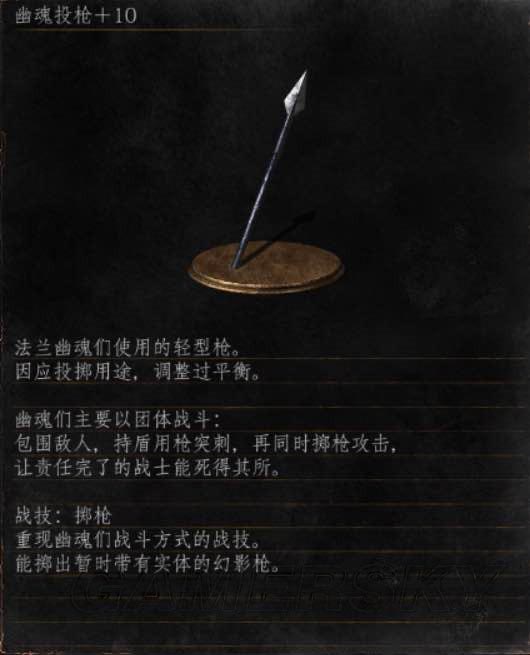 幽魂投枪＋10
法兰幽魂们使用的轻型枪。
因应投掷用途，调整过平衡。
幽魂们主要以团体战斗：
包围敌人，持盾用枪突刺，再同时掷枪攻击，
让责任完了的战士能死得其所。
战技：掷枪
重现幽魂们战斗方式的战技。
能掷出暂时带有实体的幻影枪。
GAMERSKY